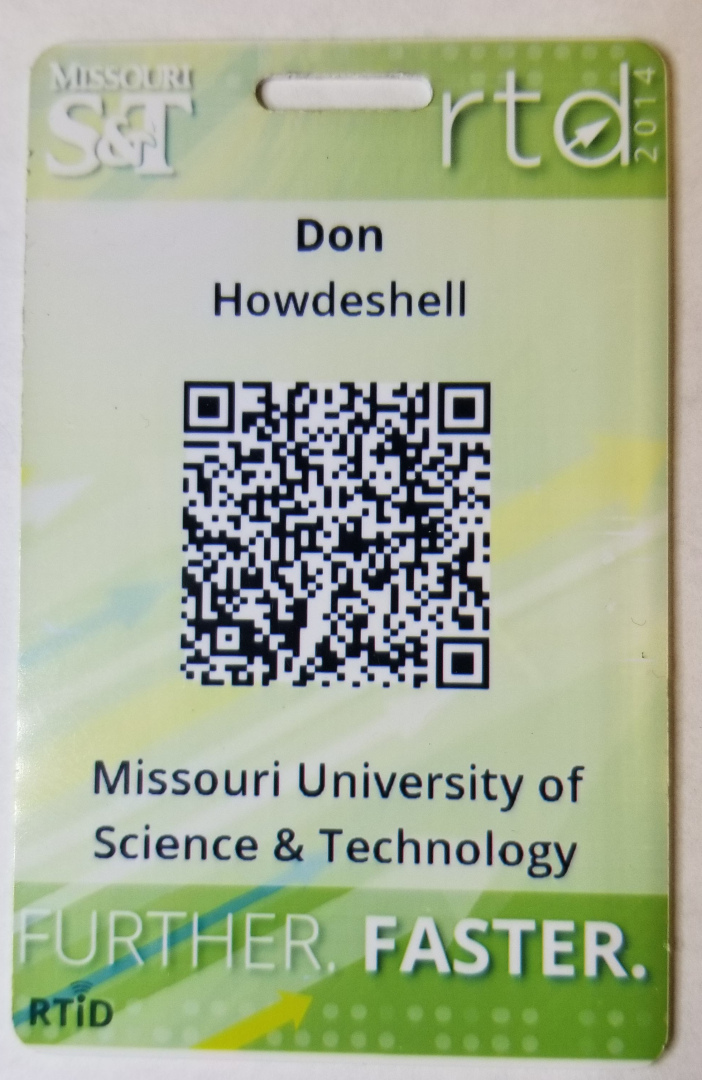 MISSOURI
S&T
rtd
2014
Don
Howdeshell
Missouri University of
Science & Technology
FURTHER. FASTER.
RTiD